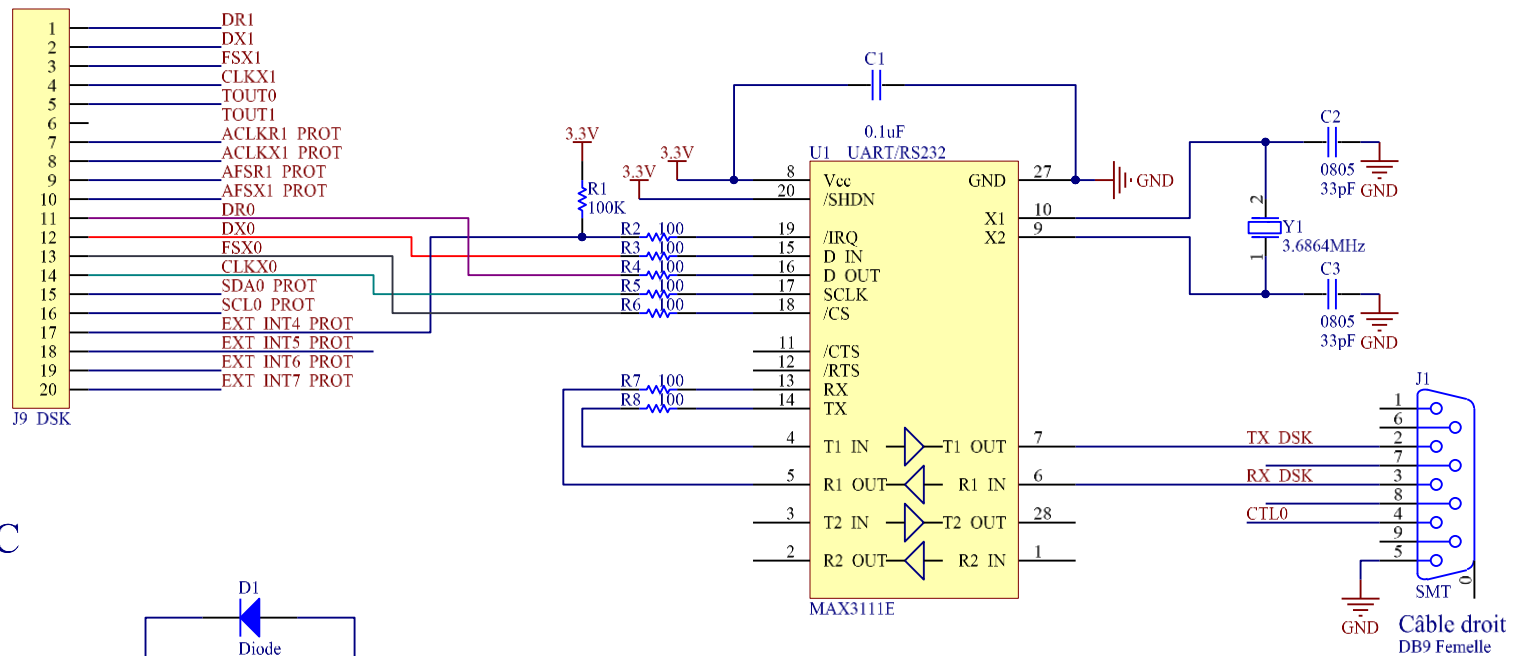 1 DR1
2 DX1
3 FSX1
4 CLKX1
5 TOUT0
6 TOUT1
7 ACLKR1 PROT
8 ACLKX1 PROT
9 AFSR1 PROT
10 AFSX1 PROT
11 DR0
12 DX0
13 FSX0
14 CLKX0
15 SDA0 PROT
16 SCL0 PROT
17 EXT INT4 PROT
18 EXT INT5 PROT
19 EXT INT6 PROT
20 EXT INT7 PROT
J9 DSK
C1
0.1uF
3.3V
3.3V
3.3V
R1
100K
R2 100
R3 100
R4 100
R5 100
R6 100
R7 100
R8 100
U1 UART/RS232
8 Vcc GND 27
GND
20 /SHDN
X1 10
19 /IRQ X2 9
15 D IN
16 D OUT
17 SCLK
18 /CS
11 /CTS
12 /RTS
13 RX
14 TX
4 T1 IN T1 OUT 7
5 R1 OUT R1 IN 6
3 T2 IN T2 OUT 28
2 R2 OUT R2 IN 1
MAX3111E
C2
0805
33pF
GND
2
Y1
3.6864MHz
1
C3
0805
33pF
GND
J1
1
6
TX DSK 2
7
RX DSK 3
8
CTL0 4
9
5
SMT
0
GND
Câble droit
DB9 Femelle
C
D1
Diode